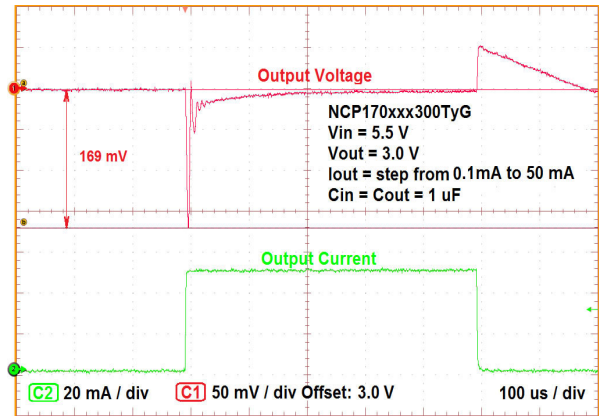 Output Voltage
NCP170xxx300TyG
Vin = 5.5 V
Vout = 3.0 V
Iout = step from 0.1mA to 50 mA
Cin = Cout = 1 uF
169 mV
Output Current
C2 20 mA / div C1 50 mV / div Offset: 3.0 V 100 us / div
1
2